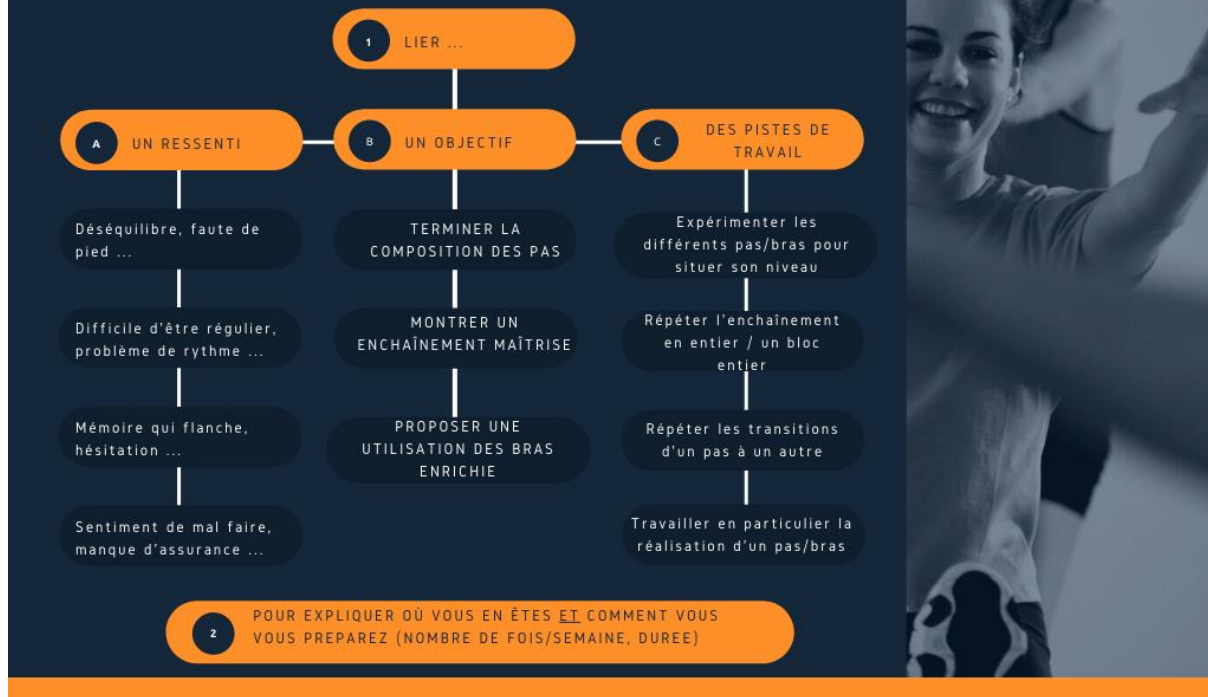 1
LIER ...
A
UN RESSENTI
B
UN OBJECTIF
C
DES PISTES DE
TRAVAIL
Déséquilibre, faute de
pied ...
Difficile d'être régulier,
problème de rythme ...
Mémoire qui flanche,
hésitation ...
Sentiment de mal faire,
manque d'assurance ...
TERMINER LA
COMPOSITION DES PAS
MONTRER UN
ENCHAÎNEMENT MAÎTRISE
PROPOSER UNE
UTILISATION DES BRAS
ENRICHIE
Expérimenter les
différents pas/bras pour
situer son niveau
Répéter l'enchaînement
en entier / un bloc
entier
Répéter les transitions
d'un pas à un autre
Travailler en particulier la
réalisation d'un pas/bras
2
POUR EXPLIQUER OÙ VOUS EN ÊTES ET COMMENT VOUS
VOUS PREPAREZ (NOMBRE DE FOIS/SEMAINE, DUREE)